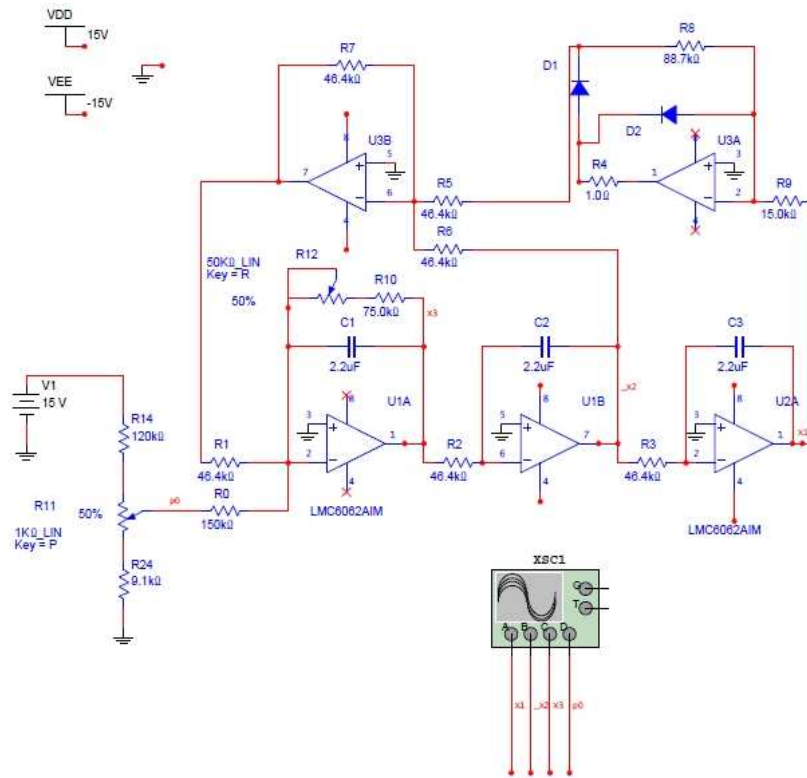 VDD
15V
VEE
-15V
R7
46.4kΩ
8
U3B
5
7
6
4
D1
R8
88.7kΩ
D2
8
U3A
3
R4
1.0Ω
1
2
4
R9
15.0kΩ
R5
46.4kΩ
R6
46.4kΩ
50KΩ_LIN
Key = R
50%
R12
R10
75.0kΩ
x3
C1
2.2uF
U1A
3
8
1
2
4
LMC6062AIM
C2
2.2uF
_x2
U1B
5
8
7
6
4
C3
2.2uF
U2A
3
8
1
2
4
LMC6062AIM
R2
46.4kΩ
R3
46.4kΩ
V1
15 V
R14
120kΩ
R1
46.4kΩ
R11
50%
1KΩ_LIN
Key = P
p0
R0
150kΩ
R24
9.1kΩ
XSC1
G
T
A B C D
x1
_x2
x3
p0